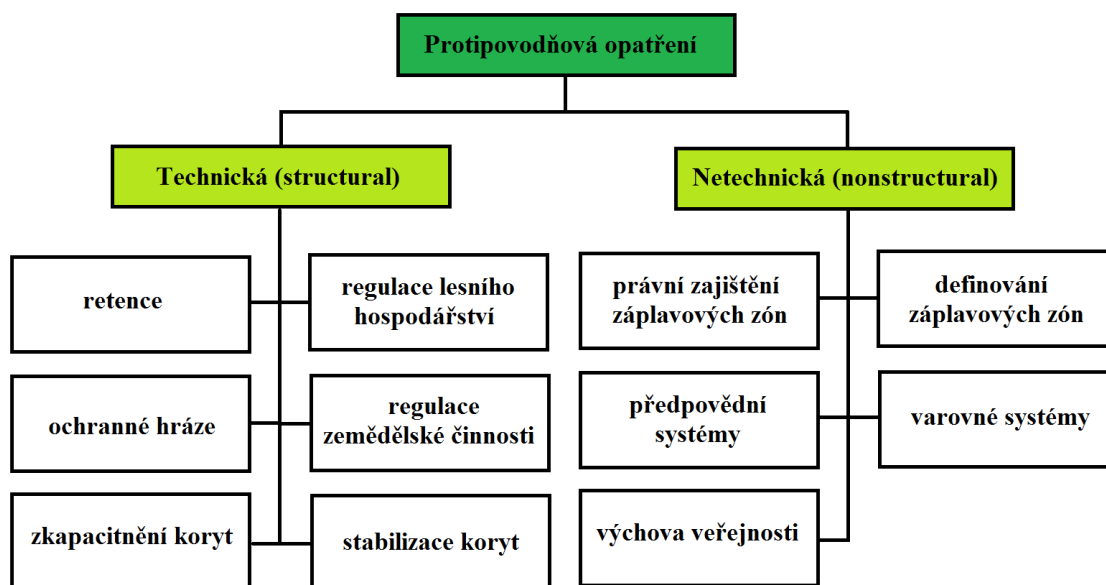 Protipovodňová opatření
Technická (structural)
Netechnická (nonstructural)
retence
regulace lesního
hospodářství
právní zajištění
záplavových zón
definování
záplavových zón
ochranné hráze
regulace
zemědělské činnosti
předpovědní
systémy
varovné systémy
zkapacitnění koryt
stabilizace koryt
výchova veřejnosti